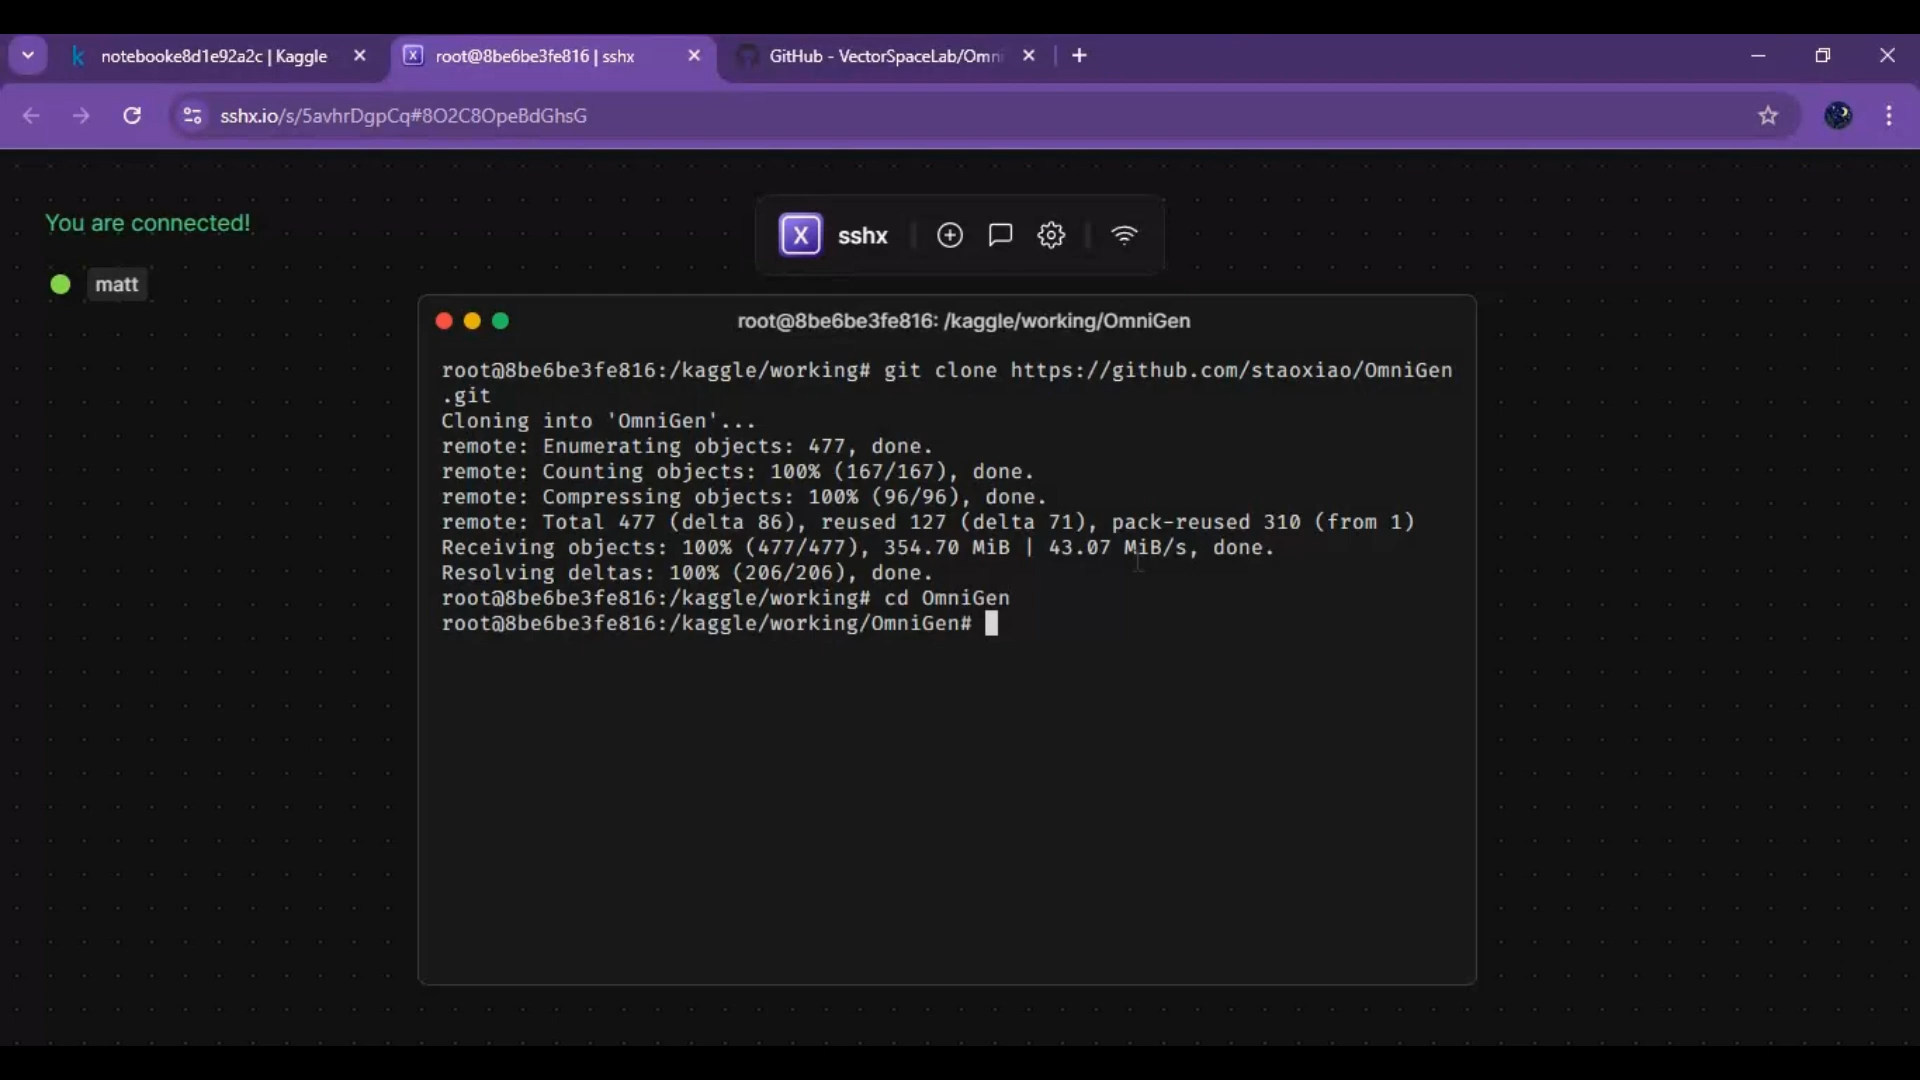 notebooke8d1e92a2c | Kaggle
root@8be6be3fe816 | sshx
GitHub - VectorSpaceLab/Omni
sshx.io/s/5avhrDgpCq#8O2C8OpeBdGhsG
You are connected!
X sshx
matt
root@8be6be3fe816: /kaggle/working/OmniGen
root@8be6be3fe816:/kaggle/working# git clone https://github.com/staoxiao/OmniGen
.git
Cloning into 'OmniGen'...
remote: Enumerating objects: 477, done.
remote: Counting objects: 100% (167/167), done.
remote: Compressing objects: 100% (96/96), done.
remote: Total 477 (delta 86), reused 127 (delta 71), pack-reused 310 (from 1)
Receiving objects: 100% (477/477), 354.70 MiB | 43.07 MiB/s, done.
Resolving deltas: 100% (206/206), done.
root@8be6be3fe816:/kaggle/working# cd OmniGen
root@8be6be3fe816:/kaggle/working/OmniGen#